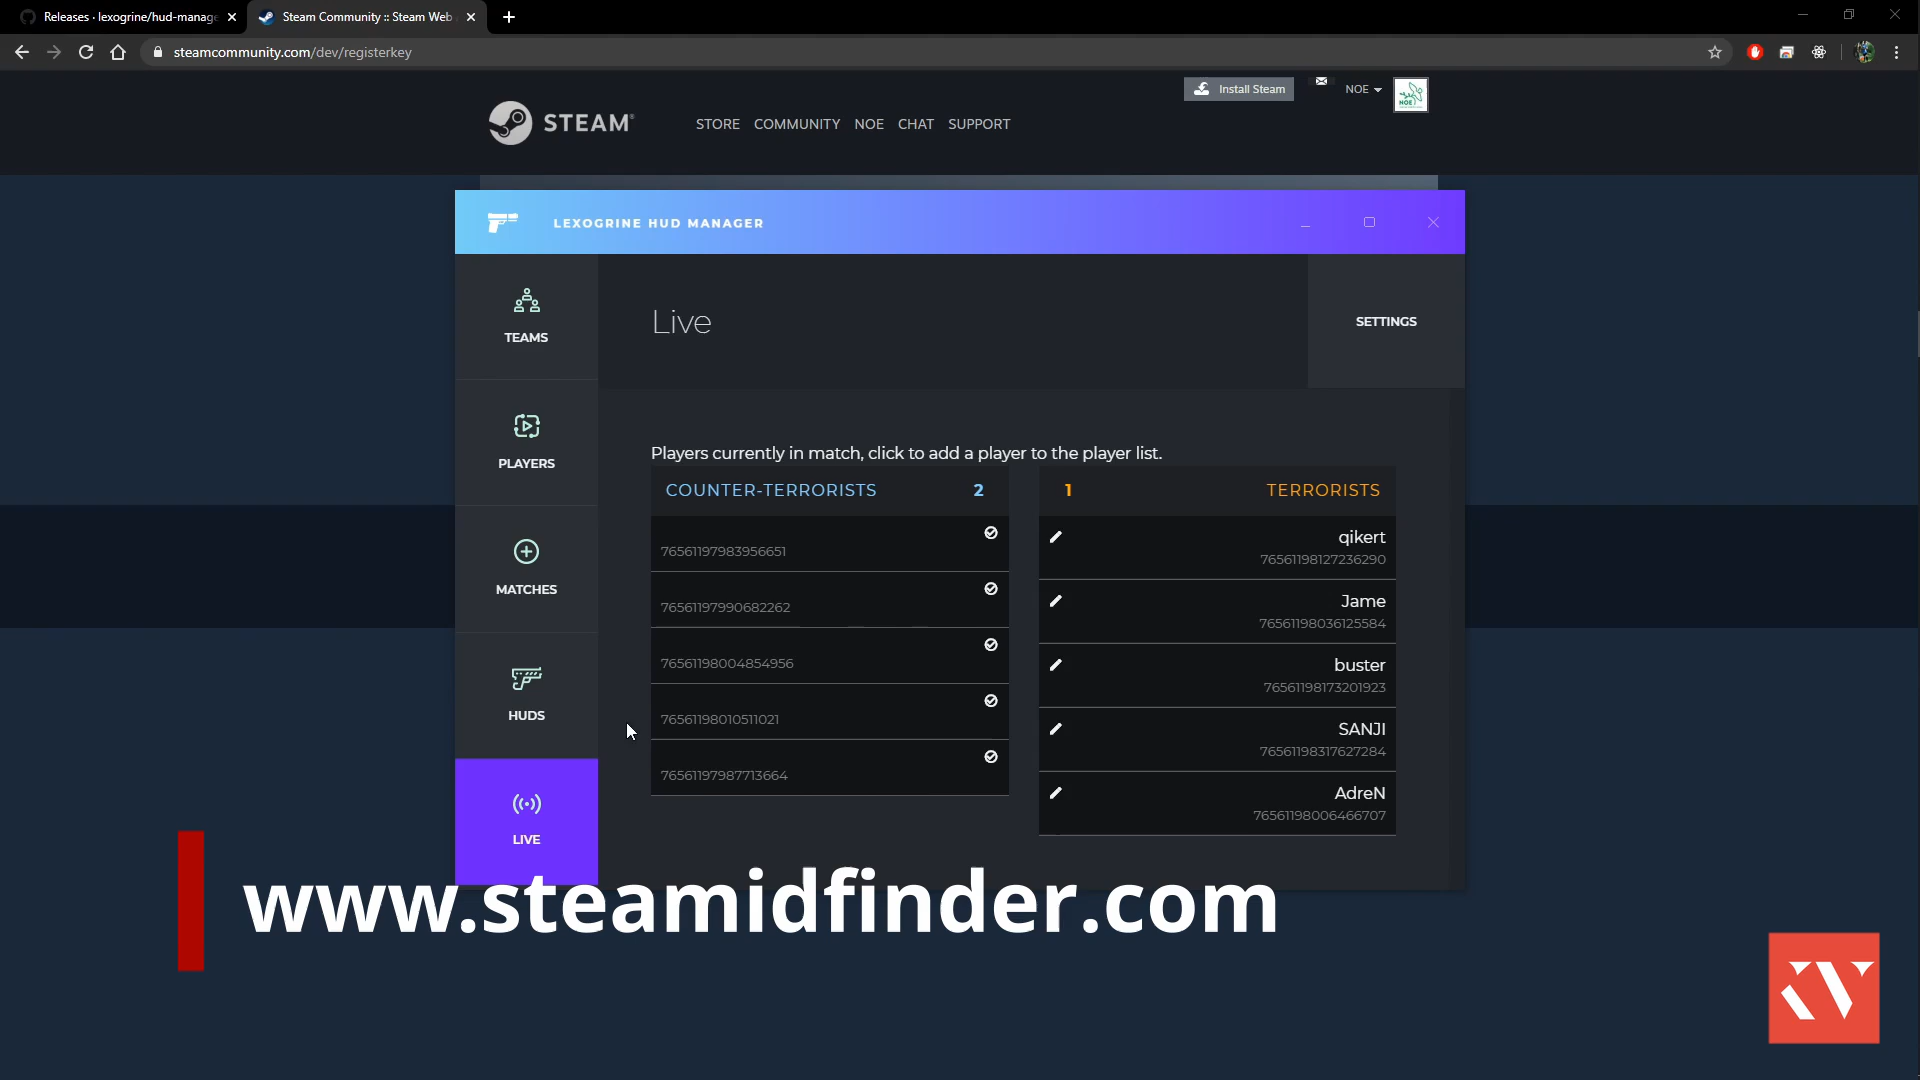 Releases · lexogrine/hud-manage
Steam Community :: Steam Web
steamcommunity.com/dev/registerkey
Install Steam
NOE
STEAM®
STORE COMMUNITY NOE CHAT SUPPORT
LEXOGRINE HUD MANAGER
TEAMS
PLAYERS
MATCHES
HUDS
LIVE
Live
SETTINGS
Players currently in match, click to add a player to the player list.
COUNTER-TERRORISTS 2
76561197983956651
76561197990682262
76561198004854956
76561198010511021
76561197987713664
1 TERRORISTS
qikert
76561198127236290
Jame
76561198036125584
buster
76561198173201923
SANJI
76561198317627284
AdreN
76561198006466707
www.steamidfinder.com